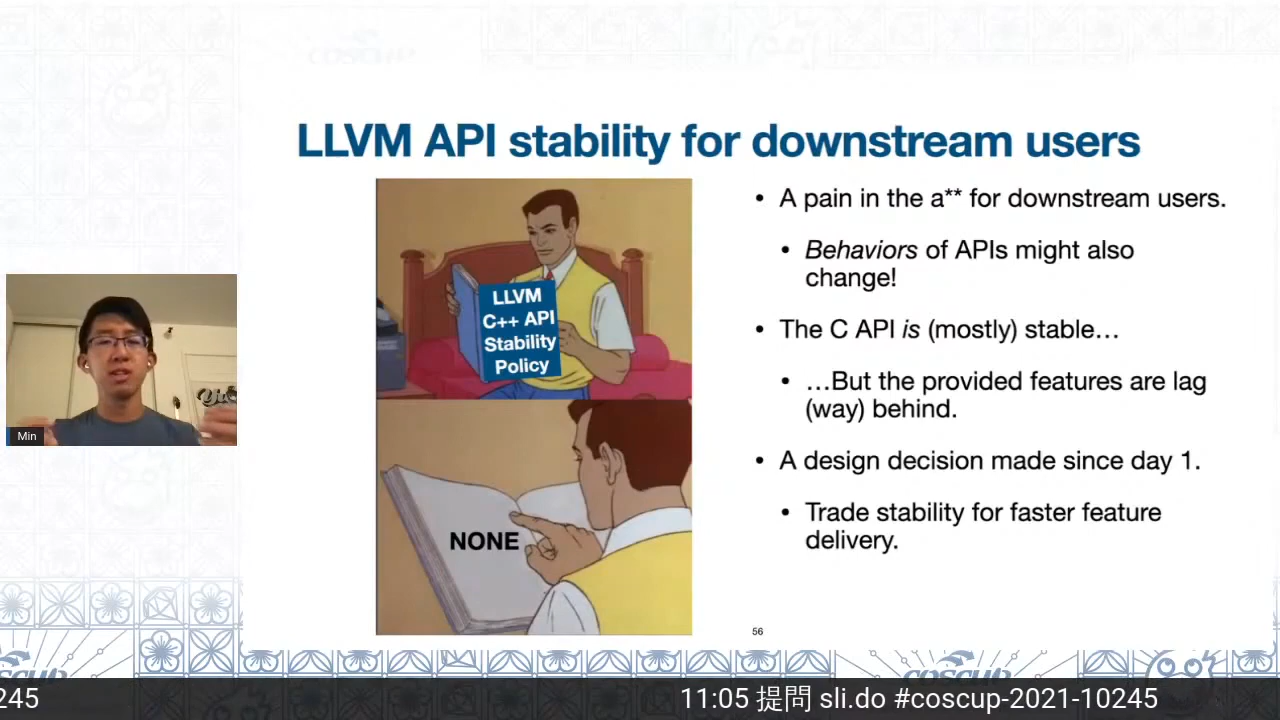 coscup
LLVM API stability for downstream users
LLVM
C++ API
Stability
Policy
NONE
• A pain in the a** for downstream users.
• Behaviors of APIs might also
change!
• The C API is (mostly) stable…
• …But the provided features are lag
(way) behind.
• A design decision made since day 1.
• Trade stability for faster feature
delivery.
56
Min
coscup
coscup
245
11:05 提問 sli.do #coscup-2021-10245